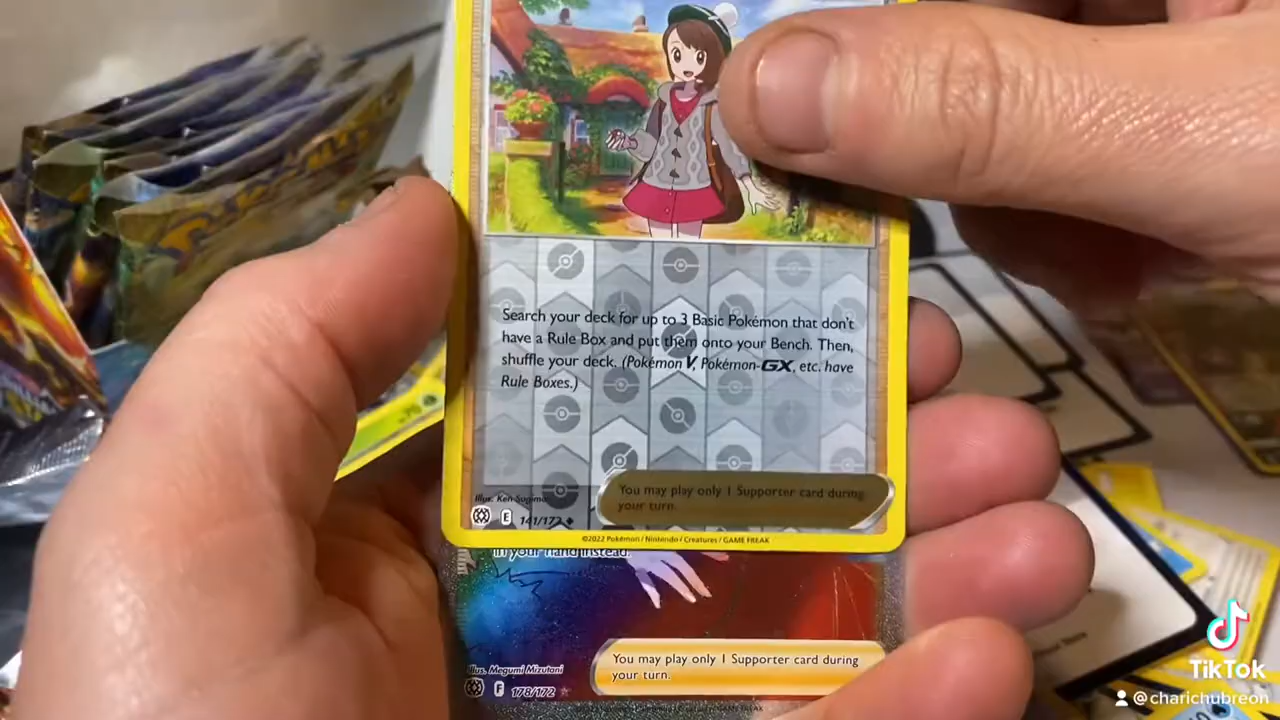 Search your deck for up to 3 Basic Pokémon that don't
have a Rule Box and put them onto your Bench. Then,
shuffle your deck. (Pokémon V, Pokémon-GX, etc. have
Rule Boxes.)
You may play only 1 Supporter card during
your turn.
Illus. Ken Sugimo
E 141/172
©2022 Pokémon / Nintendo / Creatures / GAME FREAK
in your hand instead.
You may play only 1 Supporter card during
your turn.
Illus. Megumi Mizutani
F 178/172
GAME FREAK
TikTok
@charichubreon